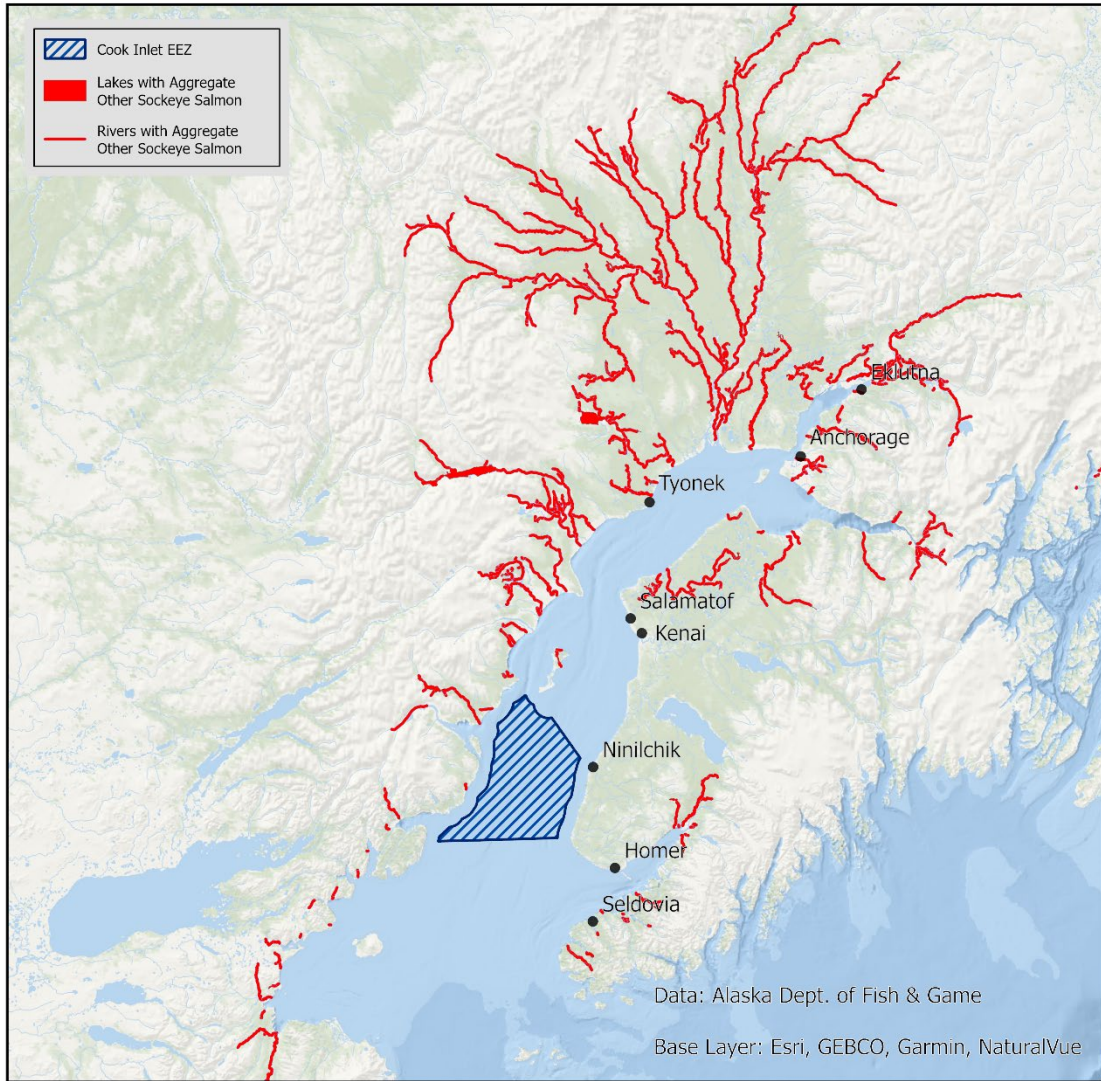 Cook Inlet EEZ
Lakes with Aggregate
Other Sockeye Salmon
Rivers with Aggregate
Other Sockeye Salmon
Eklutna
Anchorage
Tyonek
Salamatof
Kenai
Ninilchik
Homer
Seldovia
Data: Alaska Dept. of Fish & Game
Base Layer: Esri, GEBCO, Garmin, NaturalVue